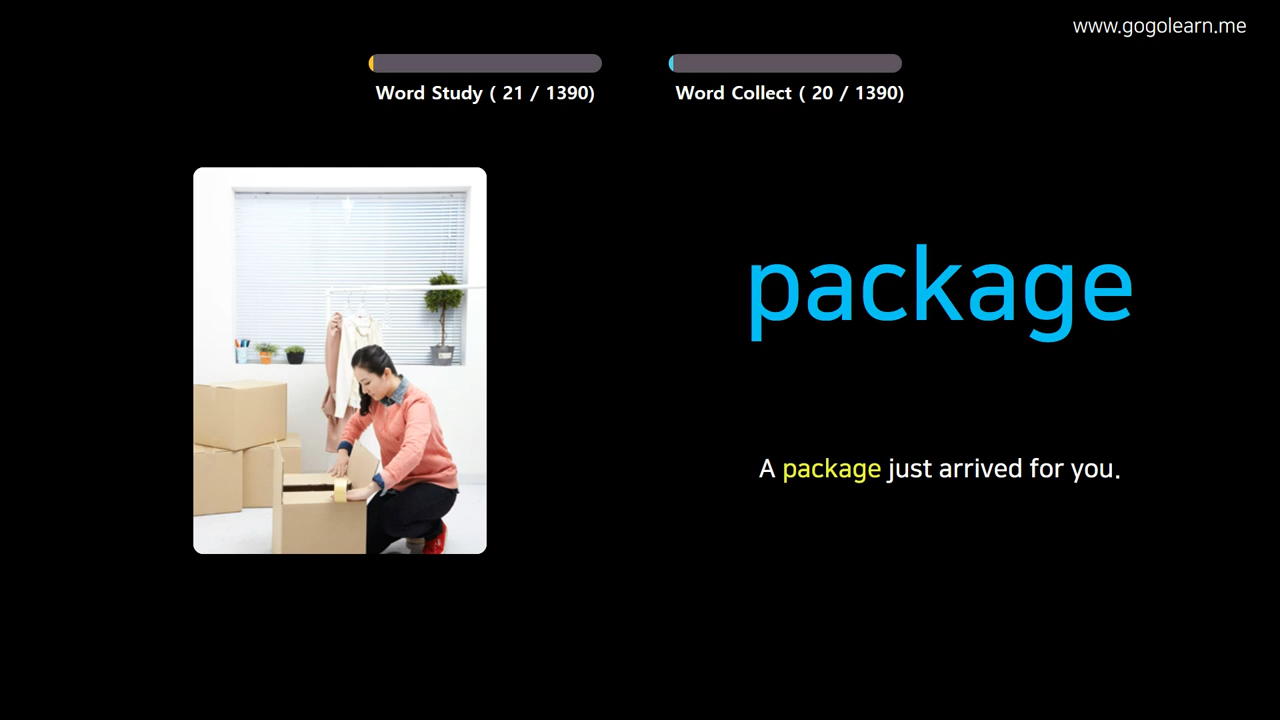 www.gogolearn.me
Word Study ( 21 / 1390)
Word Collect ( 20 / 1390)
package
A package just arrived for you.